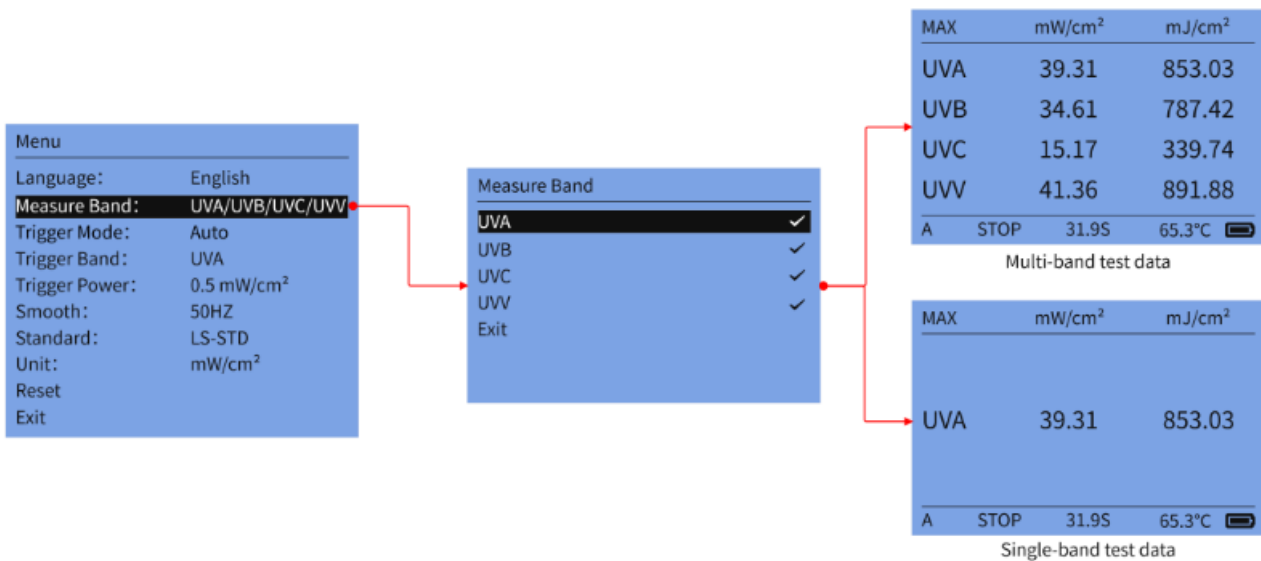 Menu
Language: English
Measure Band: UVA/UVB/UVC/UVV
Trigger Mode: Auto
Trigger Band: UVA
Trigger Power: 0.5 mW/cm²
Smooth: 50HZ
Standard: LS-STD
Unit: mW/cm²
Reset
Exit
Measure Band
UVA ✓
UVB ✓
UVC ✓
UVV ✓
Exit
MAX mW/cm² mJ/cm²
UVA 39.31 853.03
UVB 34.61 787.42
UVC 15.17 339.74
UVV 41.36 891.88
A STOP 31.9S 65.3°C
Multi-band test data
MAX mW/cm² mJ/cm²
UVA 39.31 853.03
A STOP 31.9S 65.3°C
Single-band test data